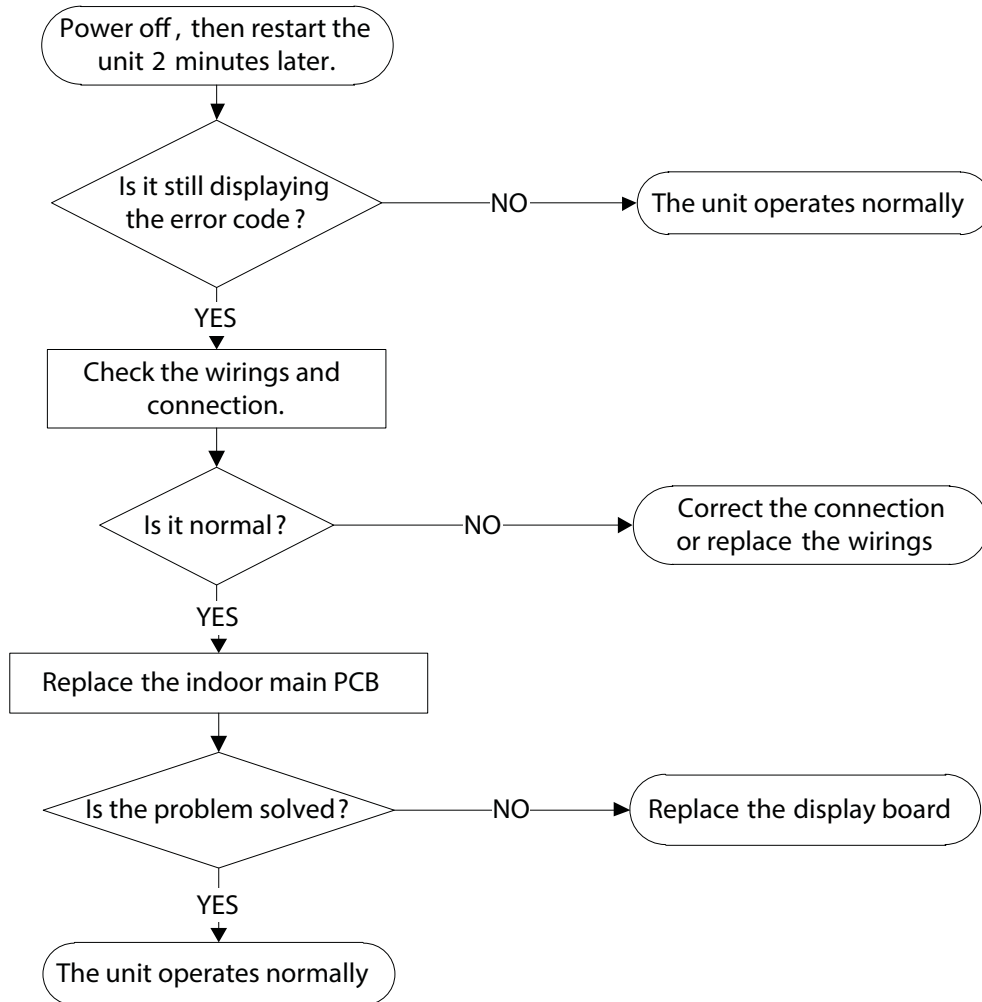 Power off, then restart the
unit 2 minutes later.
Is it still displaying
the error code?
NO
The unit operates normally
YES
Check the wirings and
connection.
Is it normal?
NO
Correct the connection
or replace the wirings
YES
Replace the indoor main PCB
Is the problem solved?
NO
Replace the display board
YES
The unit operates normally